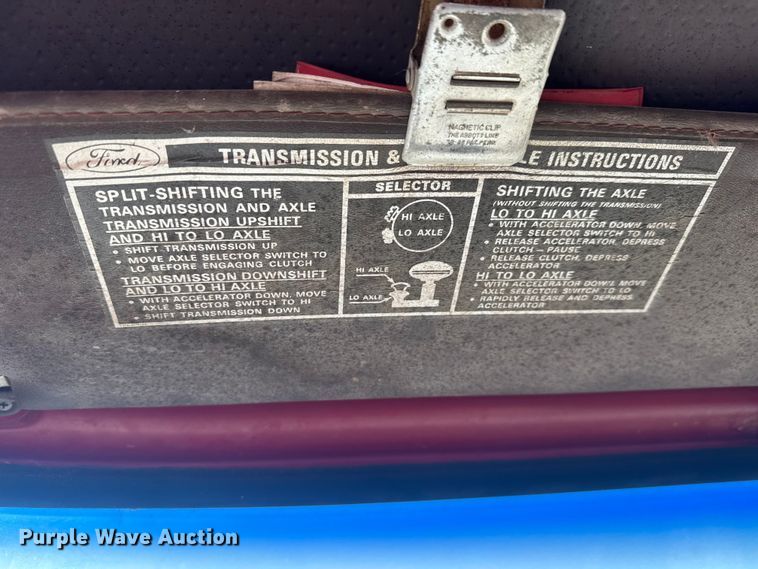 MAGNETIC CLIP
Ford
TRANSMISSION & LE INSTRUCTIONS
SPLIT-SHIFTING THE
TRANSMISSION AND AXLE
TRANSMISSION UPSHIFT
AND HI TO LO AXLE
• SHIFT TRANSMISSION UP
• MOVE AXLE SELECTOR SWITCH TO
LO BEFORE ENGAGING CLUTCH
TRANSMISSION DOWNSHIFT
AND LO TO HI AXLE
• WITH ACCELERATOR DOWN, MOVE
AXLE SELECTOR SWITCH TO HI
• SHIFT TRANSMISSION DOWN
SELECTOR
HI AXLE
LO AXLE
HI AXLE
LO AXLE
SHIFTING THE AXLE
(WITHOUT SHIFTING THE TRANSMISSION)
LO TO HI AXLE
• WITH ACCELERATOR DOWN, MOVE
AXLE SELECTOR SWITCH TO HI
• RELEASE ACCELERATOR, DEPRESS
CLUTCH - PAUSE
• RELEASE CLUTCH, DEPRESS
ACCELERATOR
HI TO LO AXLE
• WITH ACCELERATOR DOWN, MOVE
AXLE SELECTOR SWITCH TO LO
• RAPIDLY RELEASE AND DEPRESS
ACCELERATOR
Purple Wave Auction